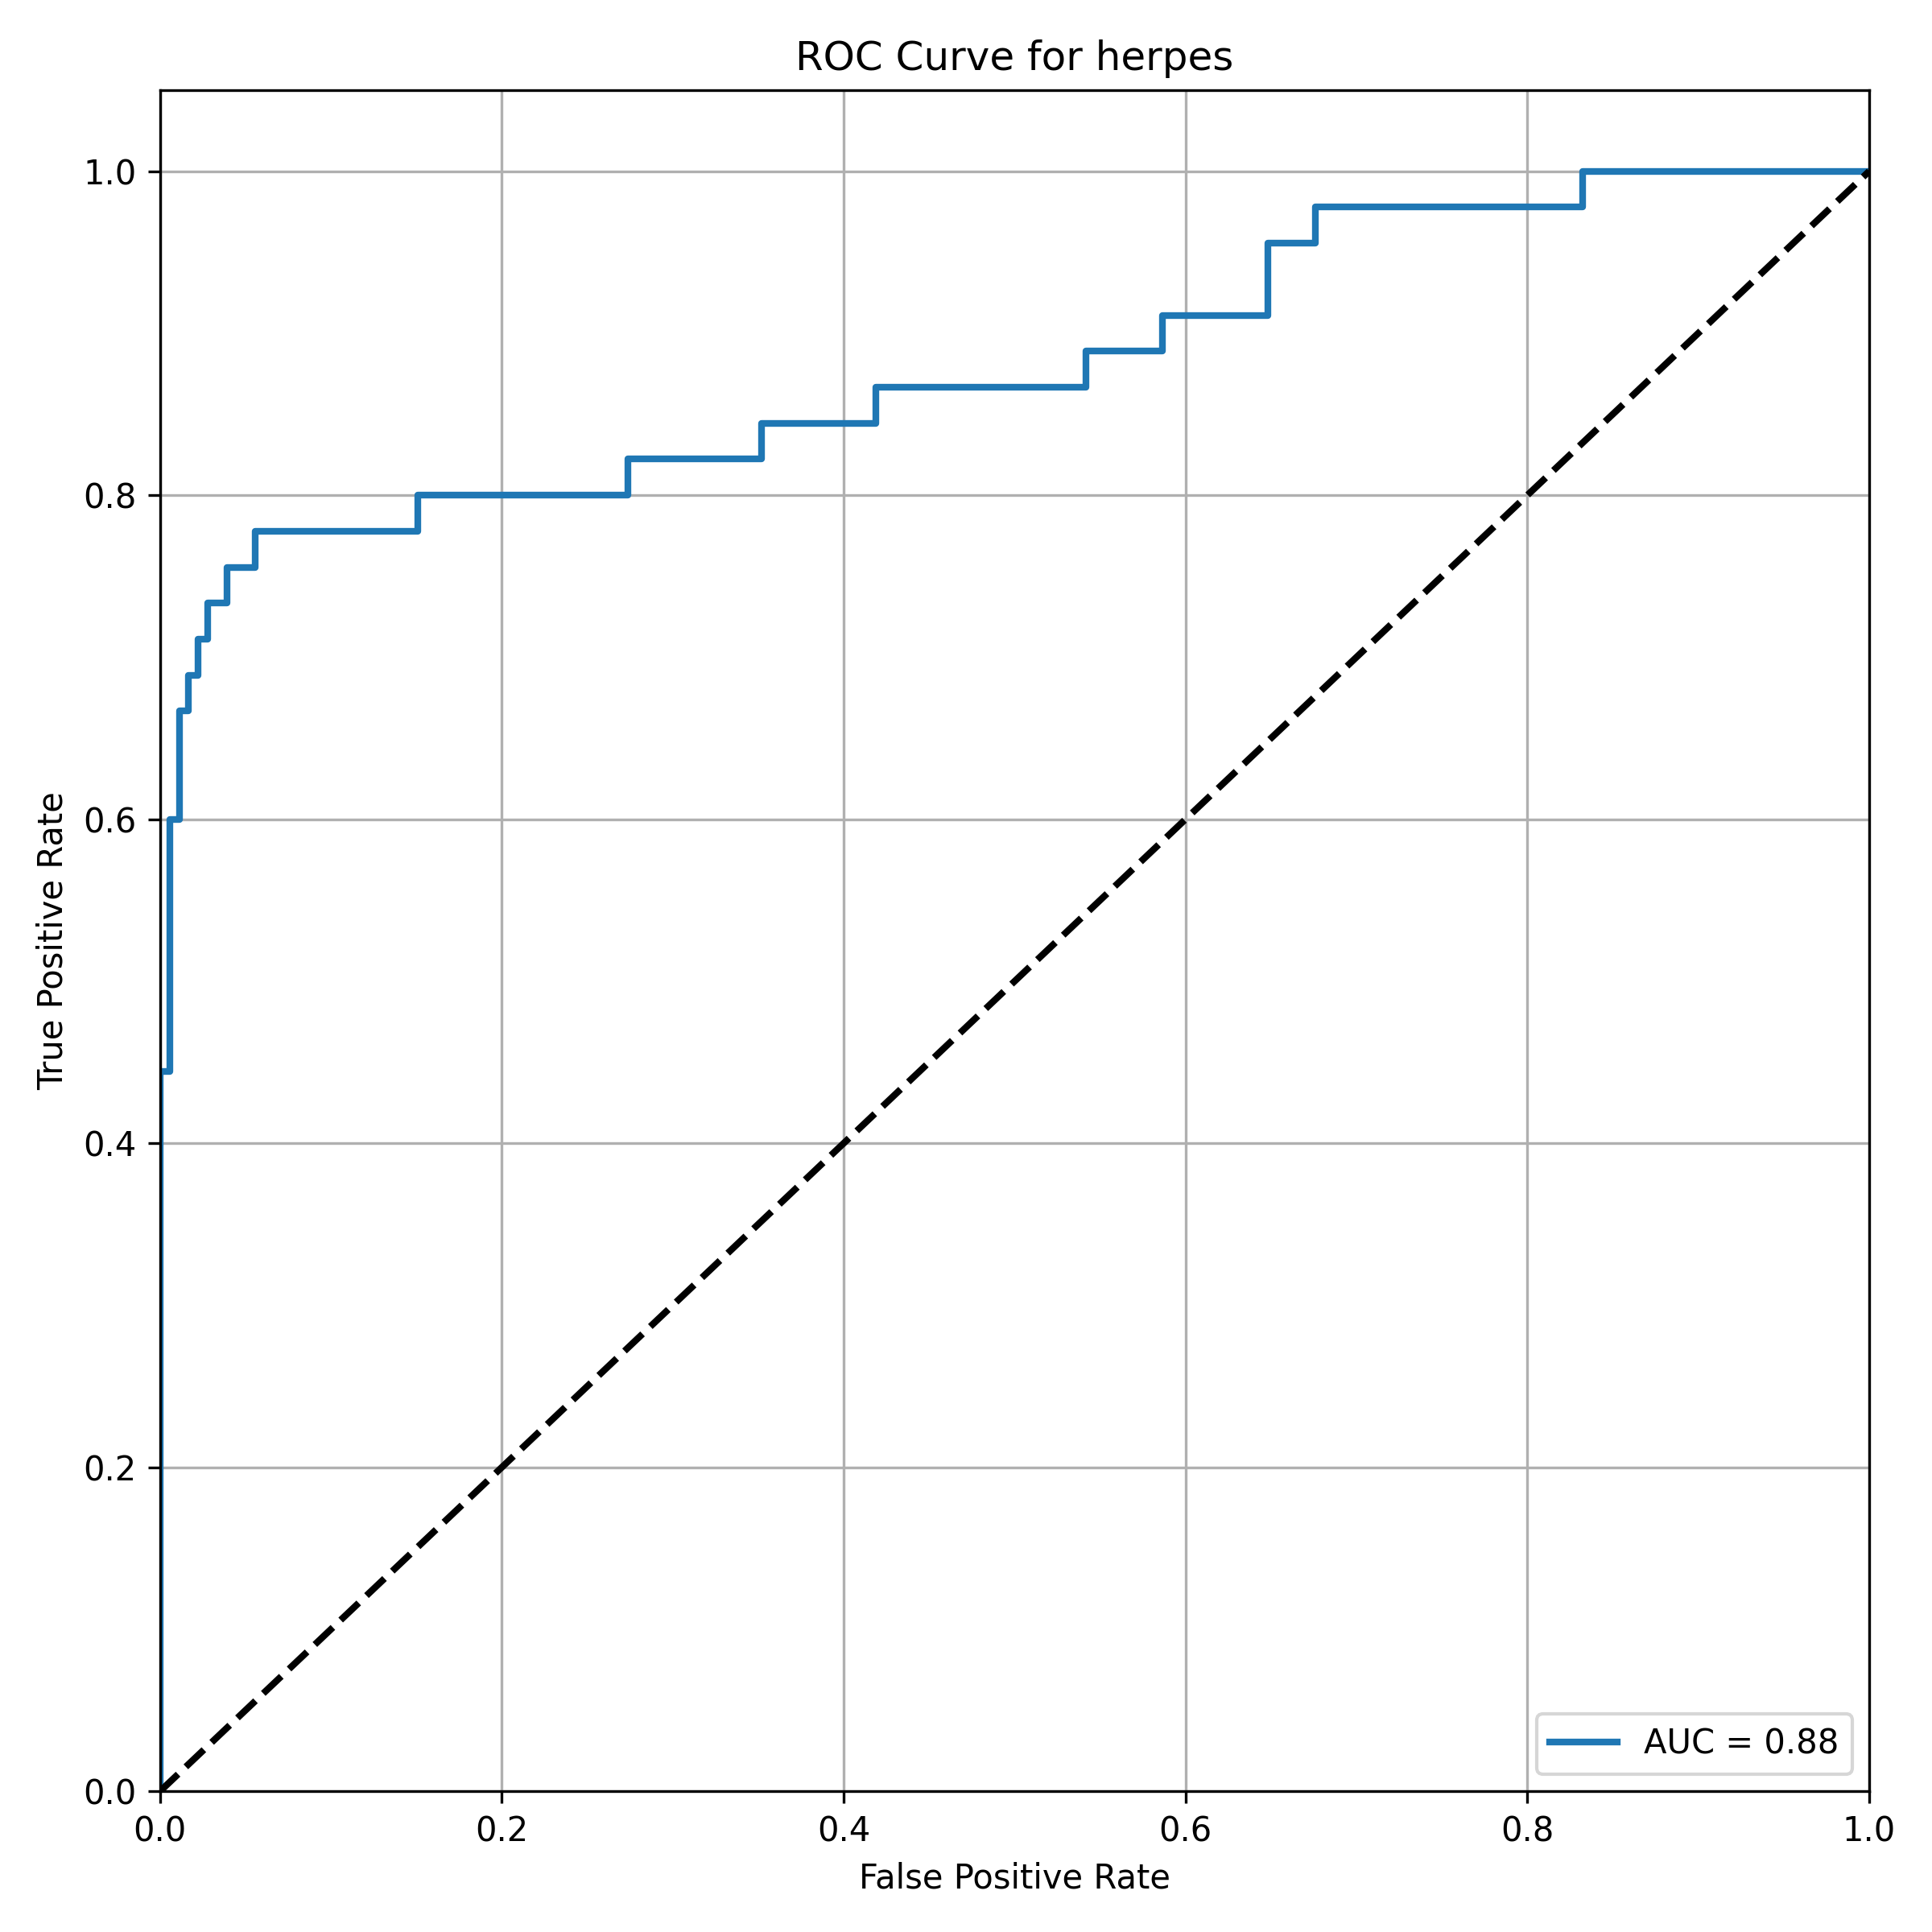 ROC Curve for herpes
True Positive Rate
1.0
0.8
0.6
0.4
0.2
0.0
0.0 0.2 0.4 0.6 0.8 1.0
False Positive Rate
AUC = 0.88